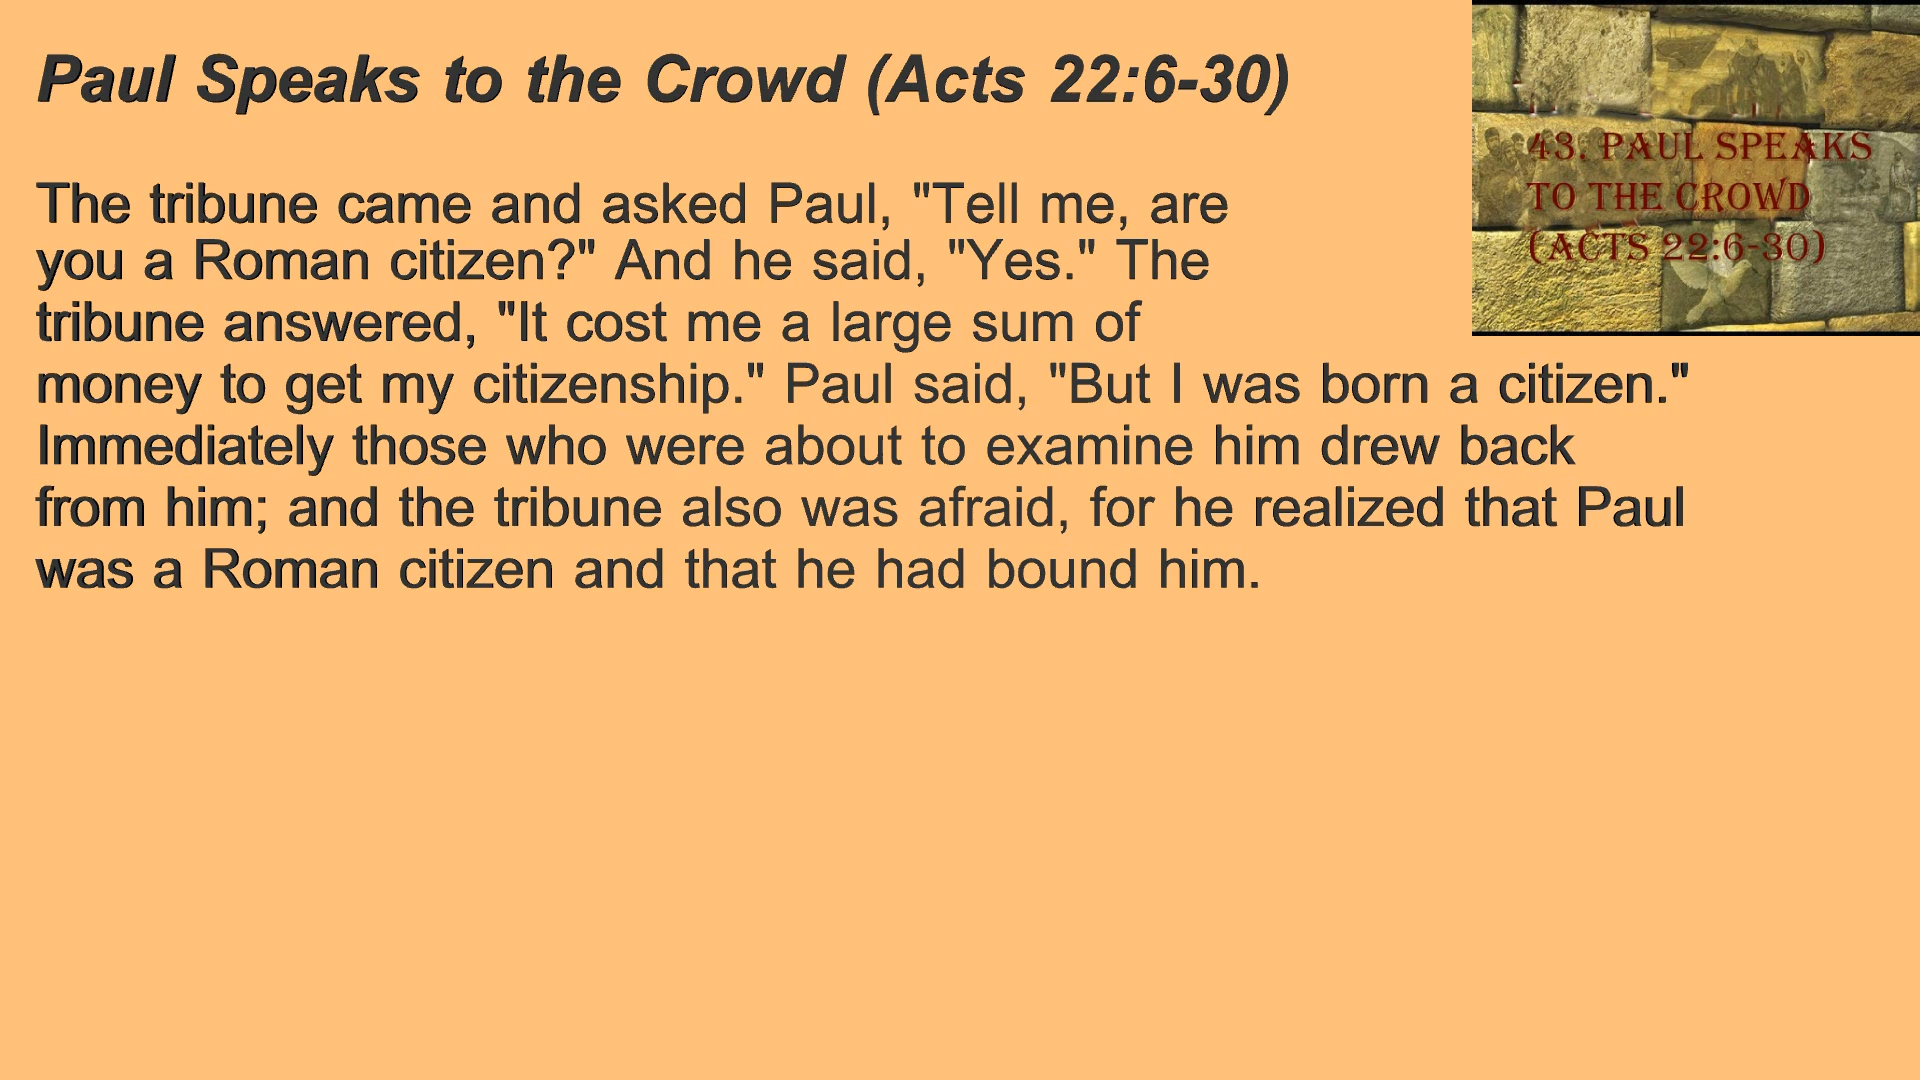 Paul Speaks to the Crowd (Acts 22:6-30)
The tribune came and asked Paul, "Tell me, are
you a Roman citizen?" And he said, "Yes." The
tribune answered, "It cost me a large sum of
money to get my citizenship." Paul said, "But I was born a citizen."
Immediately those who were about to examine him drew back
from him; and the tribune also was afraid, for he realized that Paul
was a Roman citizen and that he had bound him.
43. PAUL SPEAKS
TO THE CROWD
(ACTS 22:6-30)